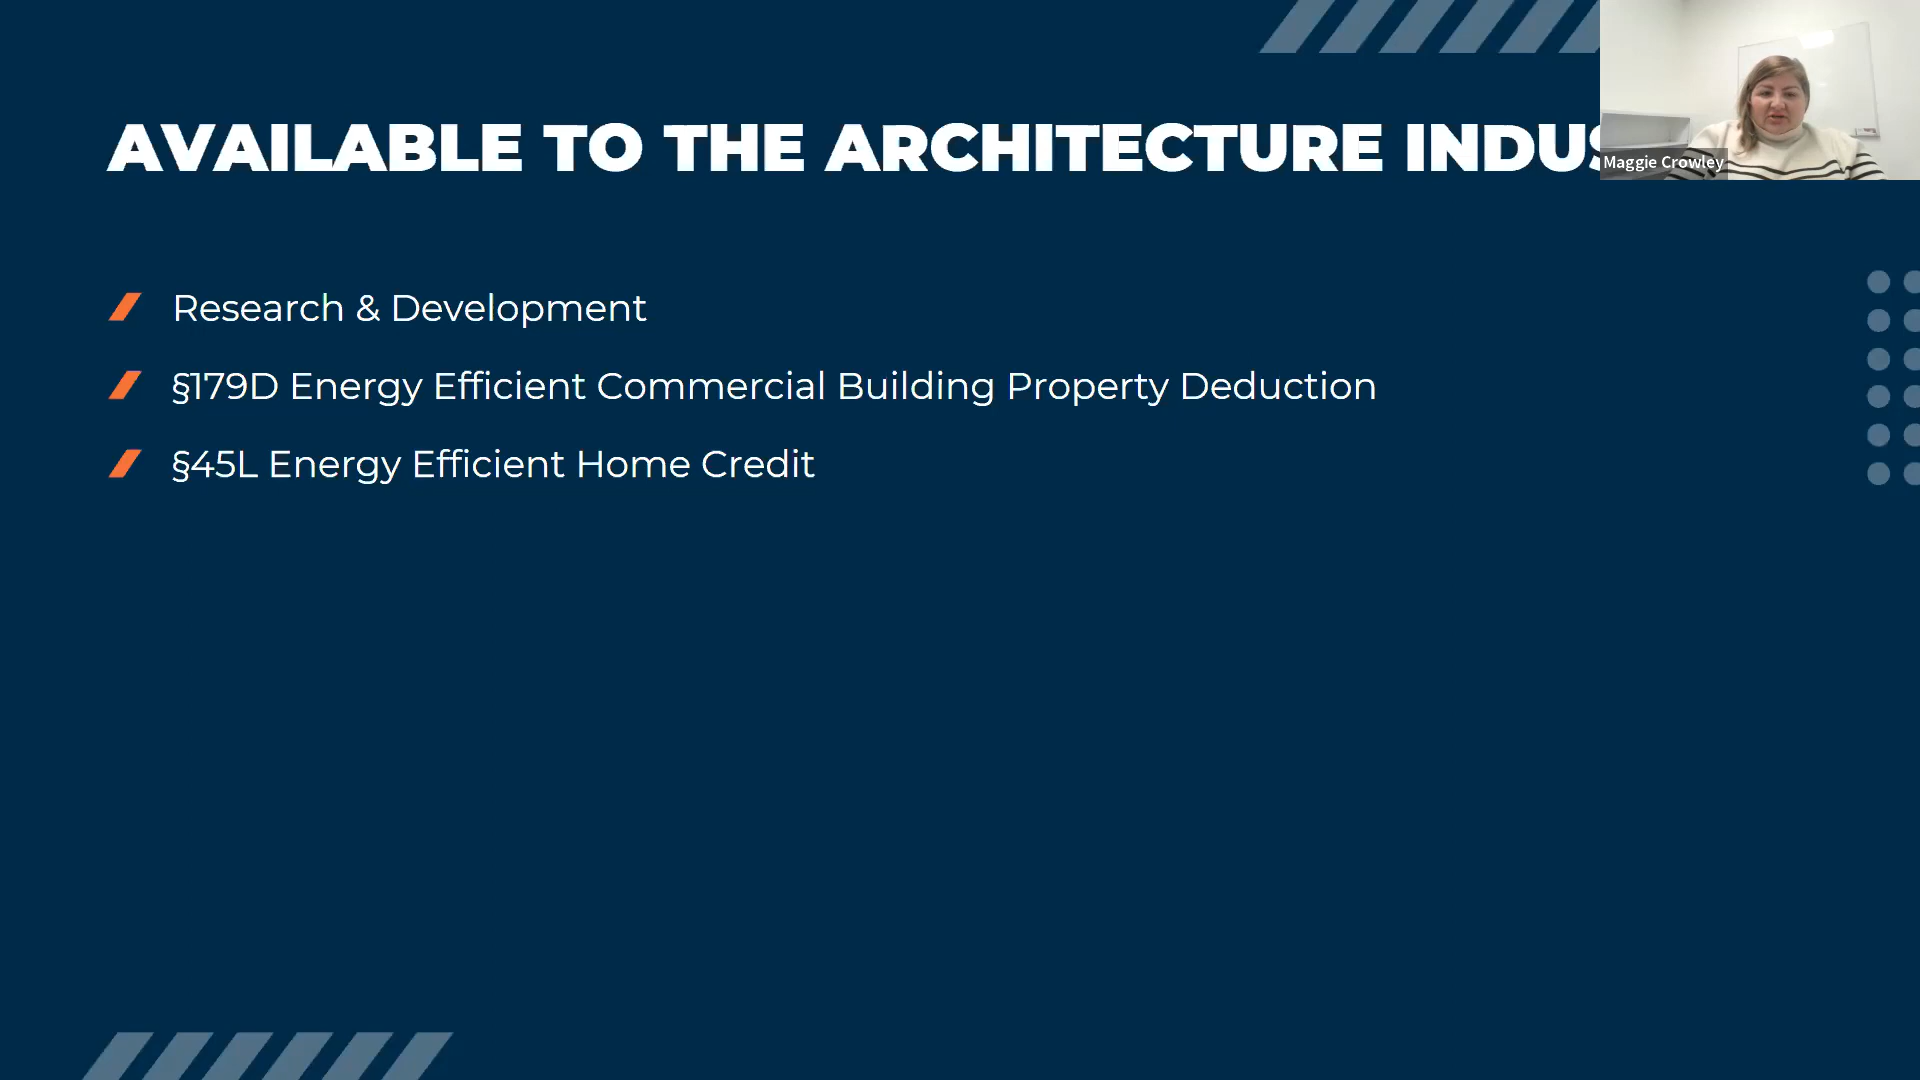 AVAILABLE TO THE ARCHITECTURE INDUS
Maggie Crowley
Research & Development
§179D Energy Efficient Commercial Building Property Deduction
§45L Energy Efficient Home Credit